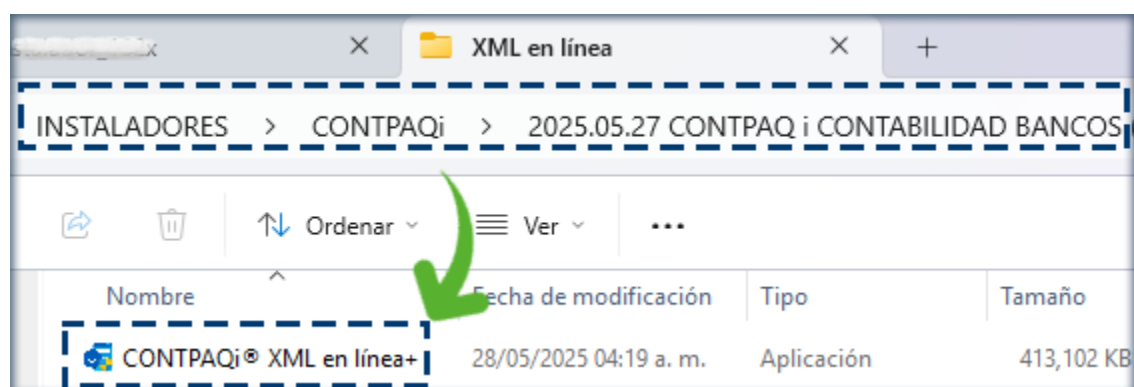 XML en línea
INSTALADORES > CONTPAQi > 2025.05.27 CONTPAQ i CONTABILIDAD BANCOS
Ordenar Ver
Nombre Fecha de modificación Tipo Tamaño
CONTPAQi® XML en línea+ 28/05/2025 04:19 a. m. Aplicación 413,102 KB